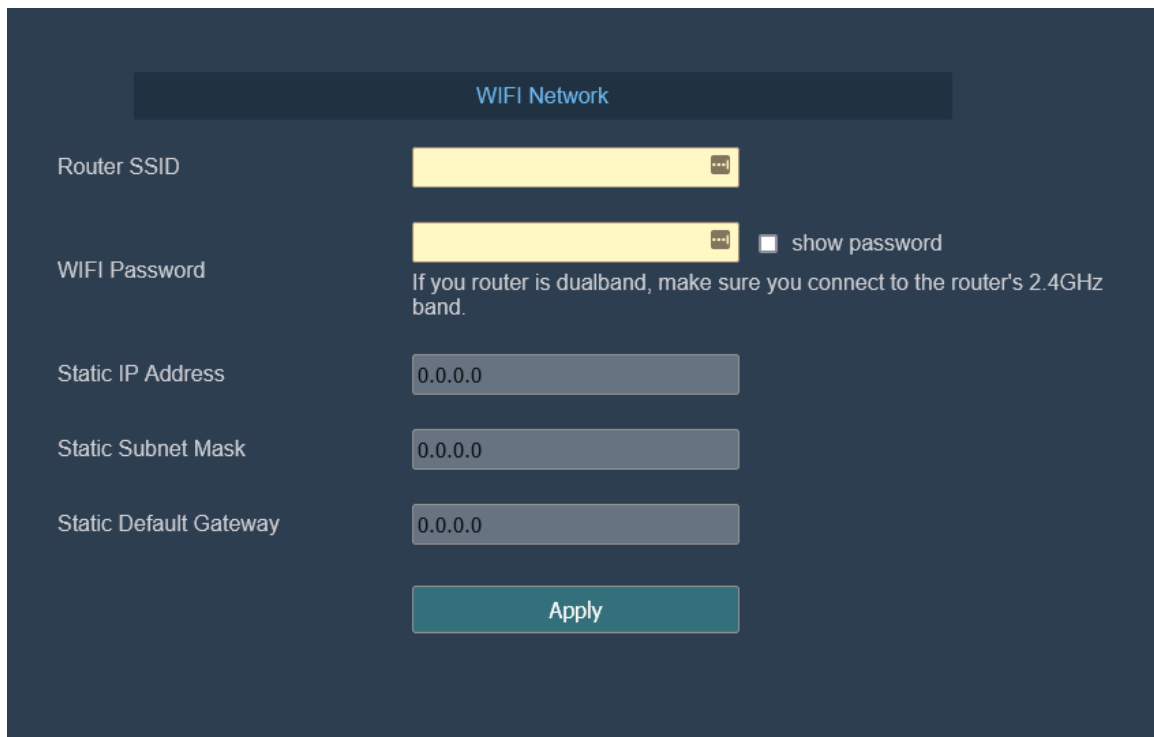 WIFI Network
Router SSID
WIFI Password
show password
If you router is dualband, make sure you connect to the router's 2.4GHz
band.
Static IP Address
0.0.0.0
Static Subnet Mask
0.0.0.0
Static Default Gateway
0.0.0.0
Apply